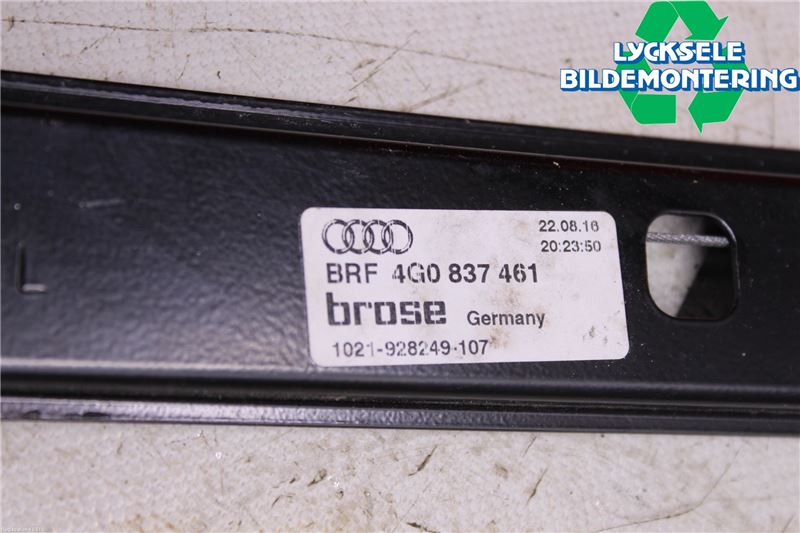 LYCKSELE
BILDEMONTERING
22.08.16
20:23:50
BRF 4G0 837 461
brose Germany
1021-928249-107
L